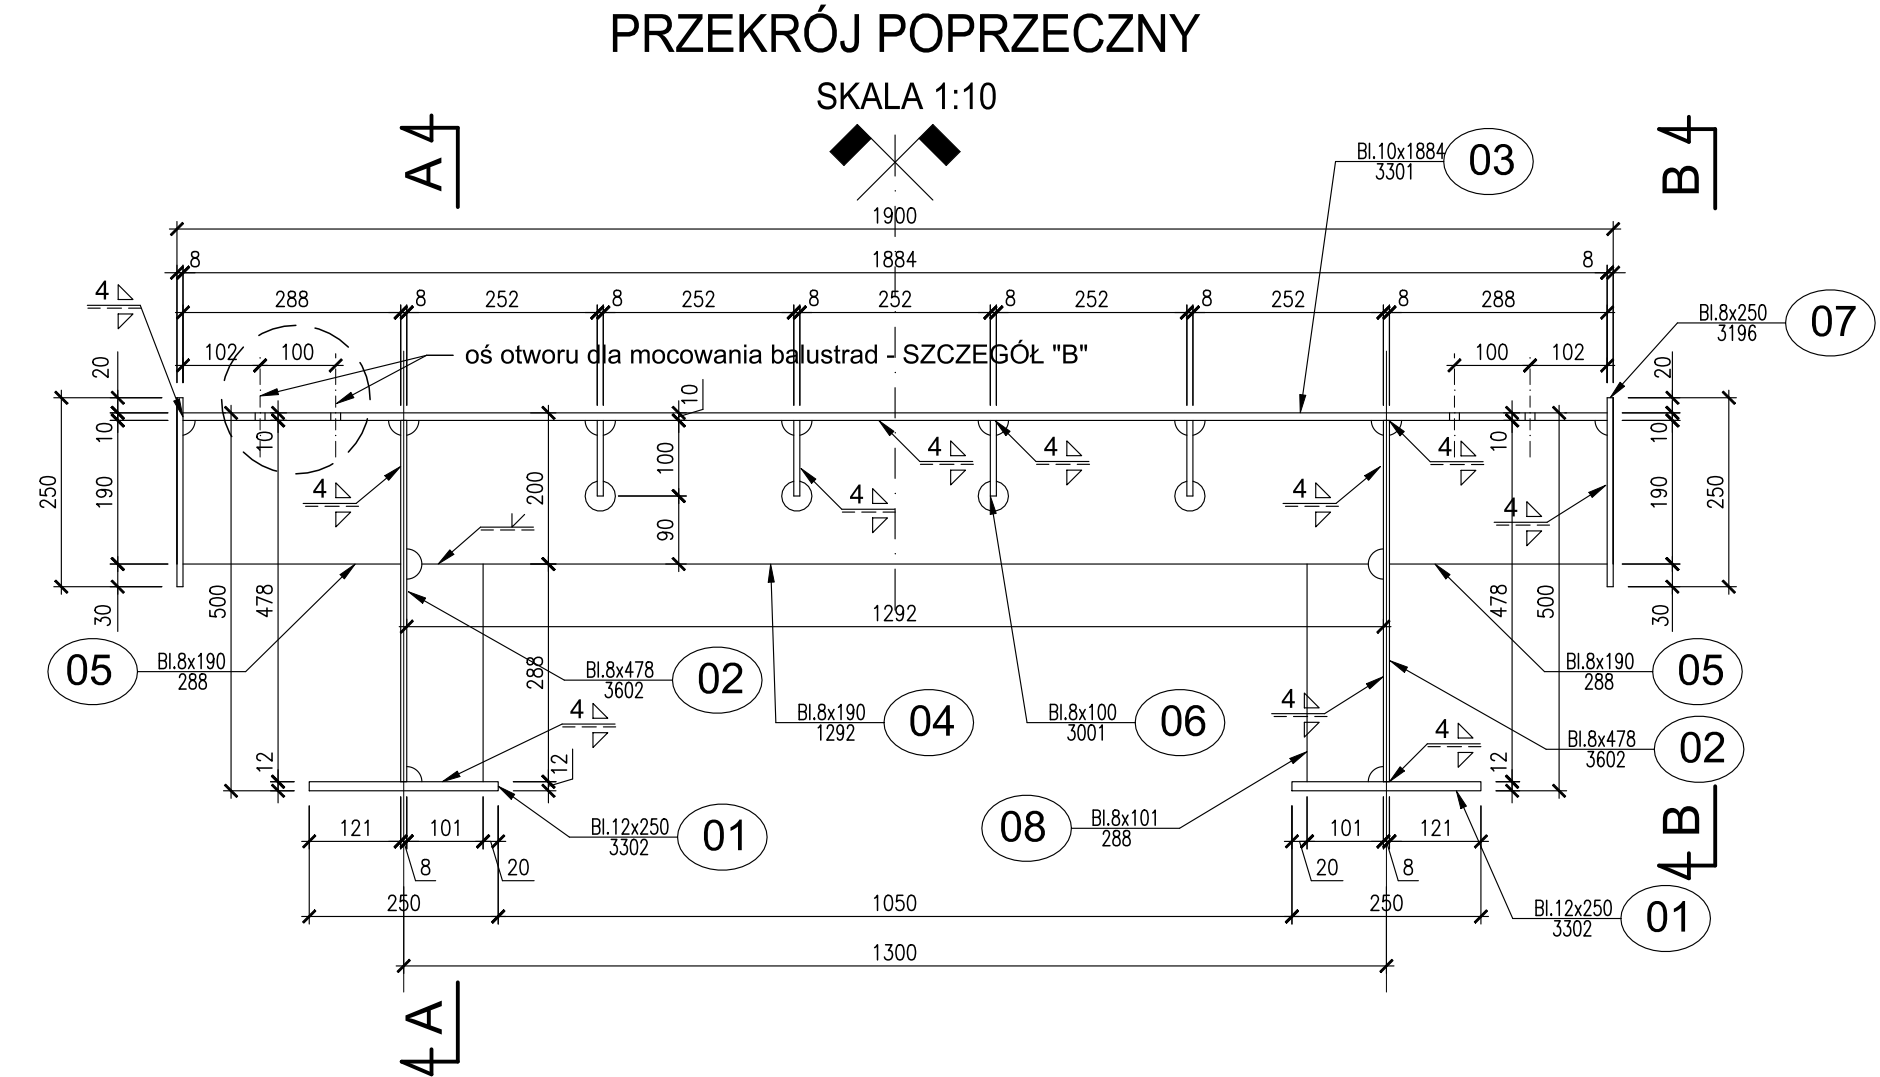 PRZEKRÓJ POPRZECZNY
SKALA 1:10
A 4
B 4
Bl.10x1884
3301
03
1900
8 1884 8
288 8 252 8 252 8 252 8 252 8 252 8 288
4
Bl.8x250
3196
07
102 100
oś otworu dla mocowania balustrad - SZCZEGÓŁ "B"
100 102
20
10
20
10
10
10
10
4 4 4
100
250
190
4
200
4
4
4
190
250
90
500
478
478
500
30
1292
30
05
Bl.8x190
288
288
Bl.8x478
3602
02
Bl.8x190
1292
04
Bl.8x100
3001
06
Bl.8x190
288
05
4
4
4
Bl.8x478
3602
02
12
12
12
121 101
Bl.12x250
3302
01
08
Bl.8x101
288
101 121
8 20
20 8
4 B
250 1050 250
Bl.12x250
3302
01
1300
4 A